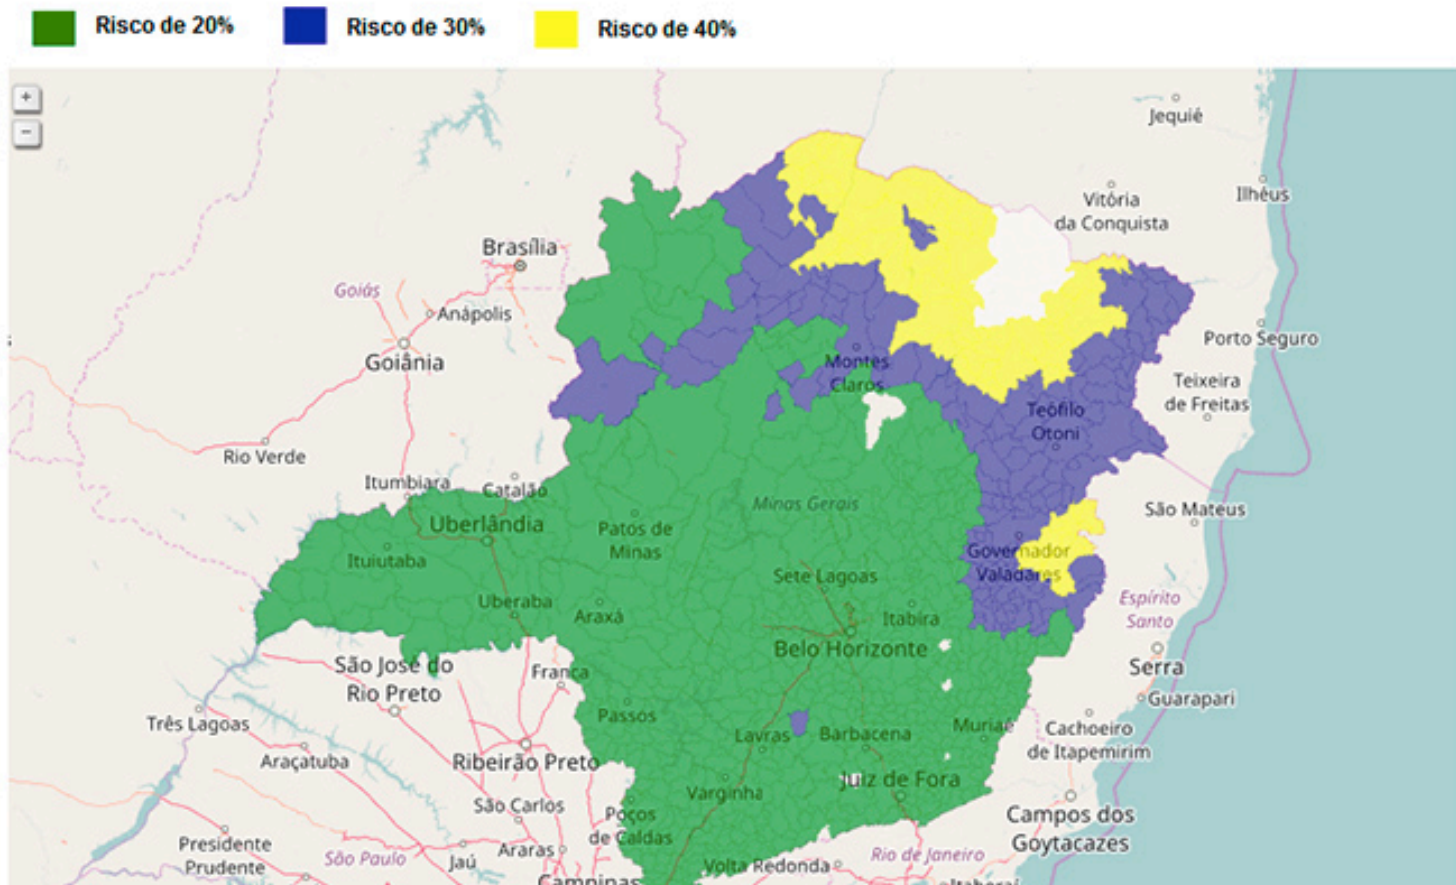 Risco de 20%
Risco de 30%
Risco de 40%
+
−
Jequié
Ilhéus
Vitória
da Conquista
Brasília
Goiás
Anápolis
Porto Seguro
Goiânia
Montes
Claros
Teixeira
de Freitas
Teófilo
Otoni
Rio Verde
Itumbiara
Catalão
Minas Gerais
São Mateus
Uberlândia
Patos de
Minas
Ituiutaba
Governador
Valadares
Sete Lagoas
Uberaba
Araxá
Itabira
Espírito
Santo
Belo Horizonte
São José do
Rio Preto
Franca
Serra
Guarapari
Três Lagoas
Passos
Lavras
Barbacena
Muriaé
Cachoeiro
de Itapemirim
Araçatuba
Ribeirão Preto
Juiz de Fora
Varginha
São Carlos
Poços
de Caldas
Campos dos
Goytacazes
Presidente
Prudente
São Paulo
Jaú
Araras
Volta Redonda
Rio de Janeiro
Campinas
Itaboraí